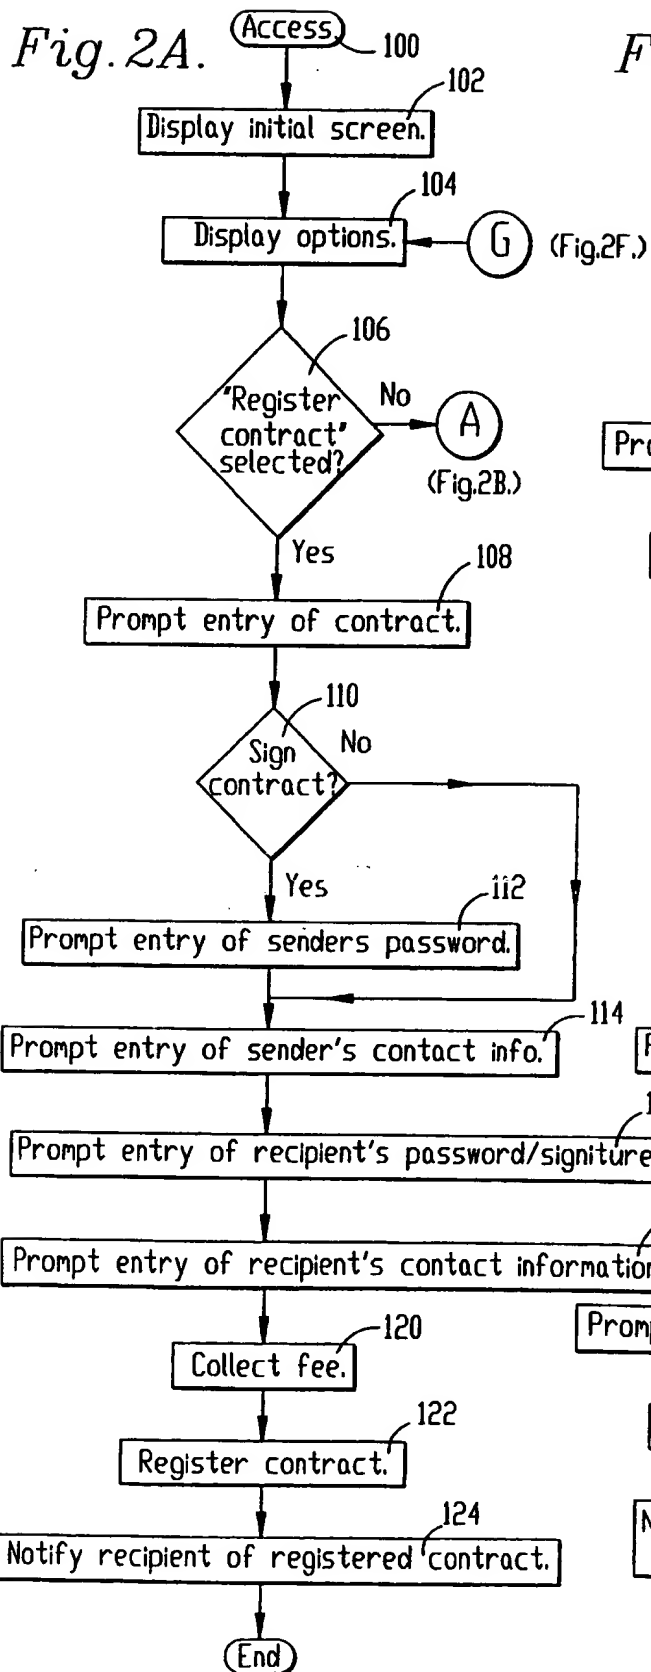 Fig. 2A.
Access.
100
F
102
Display initial screen.
104
Display options.
G
(Fig.2F.)
106
"Register
contract"
selected?
No
A
(Fig.2B.)
Yes
108
Prompt entry of contract.
110
Sign
contract?
No
Yes
112
Prompt entry of senders password.
114
Prompt entry of sender's contact info.
Prompt entry of recipient's password/signiture
Prompt entry of recipient's contact information
120
Collect fee.
122
Register contract.
124
Notify recipient of registered contract.
End